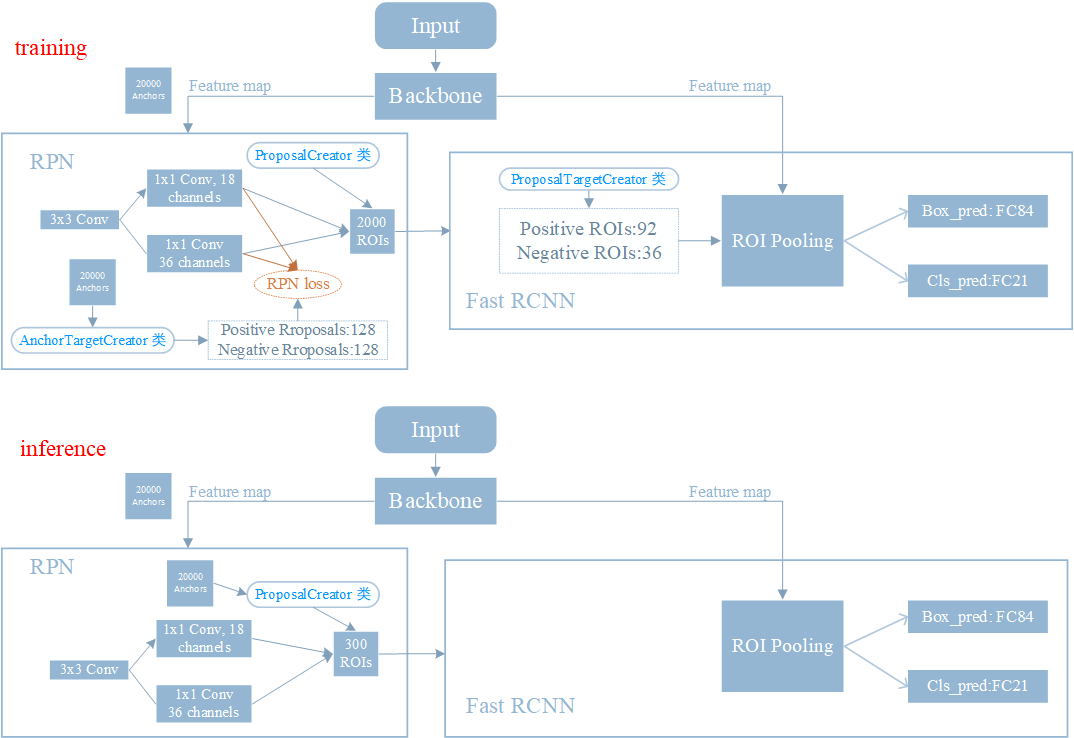 Input
training
20000
Anchors
Feature map
Backbone
Feature map
RPN
ProposalCreator 类
1x1 Conv, 18
channels
3x3 Conv
2000
ROIs
1x1 Conv
36 channels
20000
Anchors
RPN loss
AnchorTargetCreator 类
Positive Rroposals:128
Negative Rroposals:128
ProposalTargetCreator 类
Positive ROIs:92
Negative ROIs:36
ROI Pooling
Box_pred: FC84
Cls_pred:FC21
Fast RCNN
Input
inference
20000
Anchors
Feature map
Backbone
Feature map
RPN
20000
Anchors
ProposalCreator 类
1x1 Conv, 18
channels
3x3 Conv
300
ROIs
1x1 Conv
36 channels
ROI Pooling
Box_pred: FC84
Cls_pred:FC21
Fast RCNN